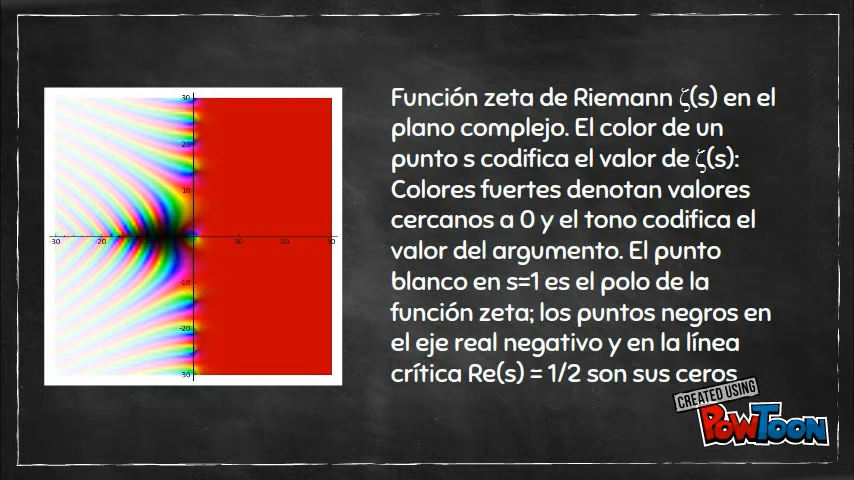 Función zeta de Riemann ζ(s) en el
plano complejo. El color de un
punto s codifica el valor de ζ(s):
Colores fuertes denotan valores
cercanos a 0 y el tono codifica el
valor del argumento. El punto
blanco en s=1 es el polo de la
función zeta; los puntos negros en
el eje real negativo y en la línea
crítica Re(s) = 1/2 son sus ceros
30
20
10
-30 -20 10 20 30
-10
-20
30
CREATED USING
POWTOON